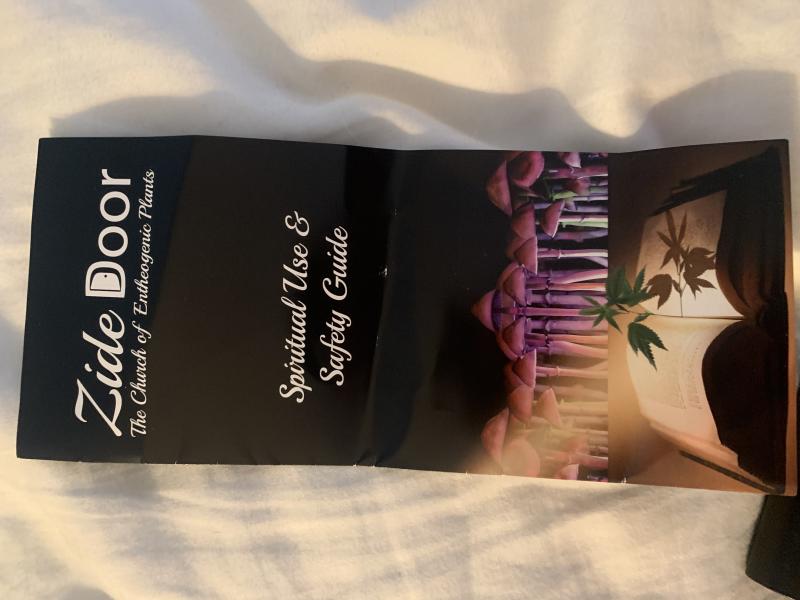 Zide Door
The Church of Entheogenic Plants
Spiritual Use &
Safety Guide